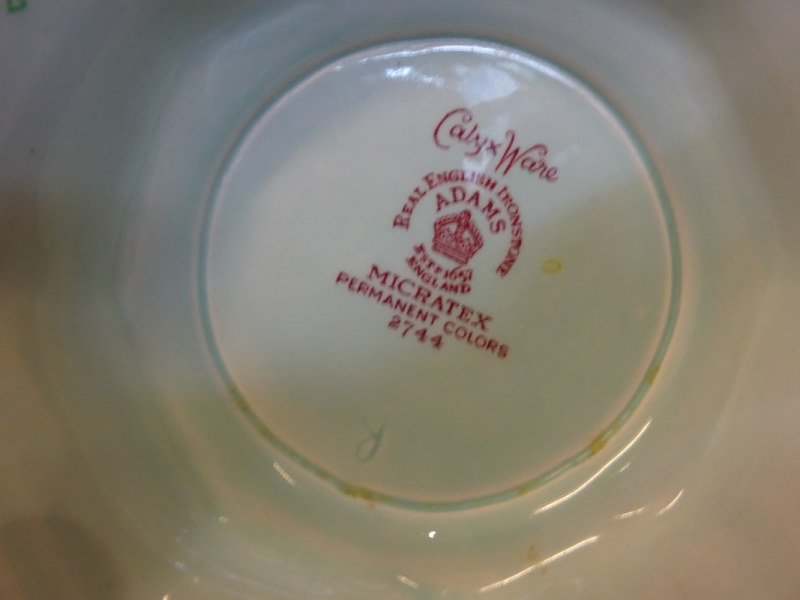 Calyx Ware
REAL ENGLISH IRONSTONE
ADAMS
ESTD 1657
ENGLAND
MICRATEX
PERMANENT COLORS
2744